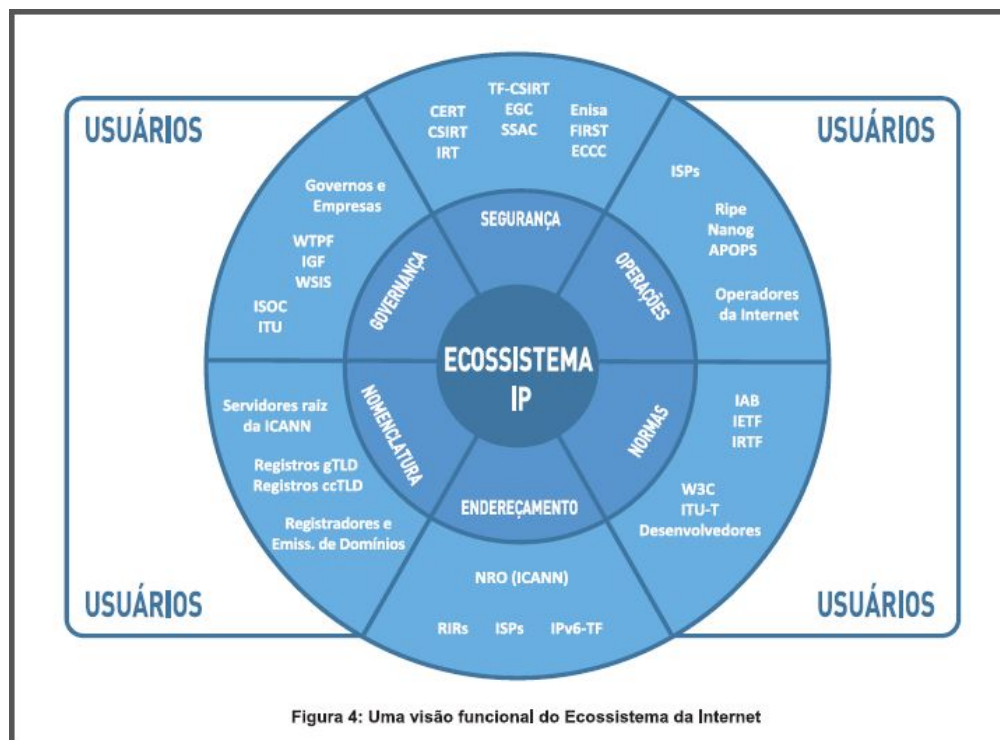 USUÁRIOS
USUÁRIOS
TF-CSIRT
CERT
EGC
Enisa
CSIRT
SSAC
FIRST
IRT
ECCC
SEGURANÇA
ISPs
Ripe
Nanog
APOPS
Operadores
da Internet
OPERAÇÕES
Governos e
Empresas
WTPF
IGF
WSIS
ISOC
ITU
GOVERNANÇA
ECOSSISTEMA
IP
Servidores raiz
da ICANN
Registros gTLD
Registros ccTLD
Registradores e
Emiss. de Domínios
NOMENCLATURA
IAB
IETF
IRTF
W3C
ITU-T
Desenvolvedores
NORMAS
ENDEREÇAMENTO
NRO (ICANN)
RIRs ISPs IPv6-TF
USUÁRIOS
USUÁRIOS
Figura 4: Uma visão funcional do Ecossistema da Internet